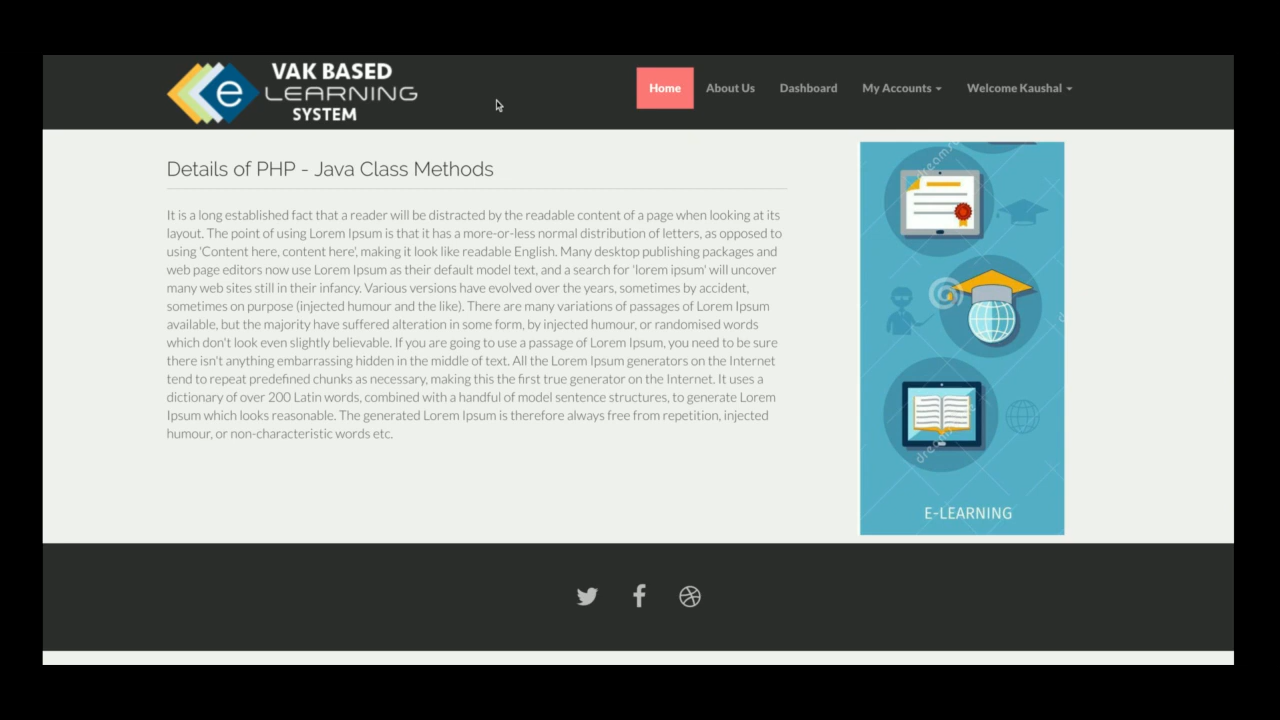 VAK BASED
e LEARNING
SYSTEM
Home About Us Dashboard My Accounts Welcome Kaushal
Details of PHP - Java Class Methods
It is a long established fact that a reader will be distracted by the readable content of a page when looking at its
layout. The point of using Lorem Ipsum is that it has a more-or-less normal distribution of letters, as opposed to
using 'Content here, content here', making it look like readable English. Many desktop publishing packages and
web page editors now use Lorem Ipsum as their default model text, and a search for 'lorem ipsum' will uncover
many web sites still in their infancy. Various versions have evolved over the years, sometimes by accident,
sometimes on purpose (injected humour and the like). There are many variations of passages of Lorem Ipsum
available, but the majority have suffered alteration in some form, by injected humour, or randomised words
which don't look even slightly believable. If you are going to use a passage of Lorem Ipsum, you need to be sure
there isn't anything embarrassing hidden in the middle of text. All the Lorem Ipsum generators on the Internet
tend to repeat predefined chunks as necessary, making this the first true generator on the Internet. It uses a
dictionary of over 200 Latin words, combined with a handful of model sentence structures, to generate Lorem
Ipsum which looks reasonable. The generated Lorem Ipsum is therefore always free from repetition, injected
humour, or non-characteristic words etc.
E-LEARNING